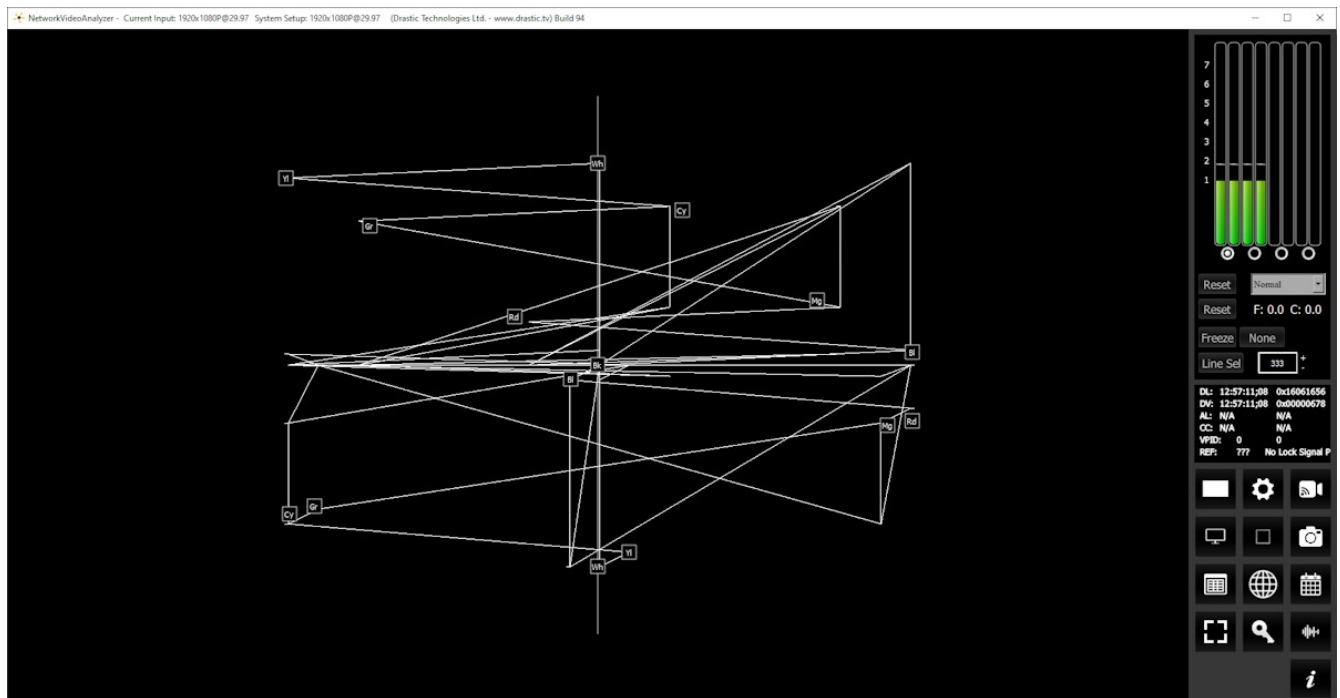 NetworkVideoAnalyzer - Current Input: 1920x1080P@29.97 System Setup: 1920x1080P@29.97 (Drastic Technologies Ltd. - www.drastic.tv) Build 94
7
6
5
4
3
2
1
Wh
Yl
Cy
Gr
Mg
Rd
Bl
Bk
Bl
Mg
Rd
Gr
Cy
Yl
Wh
Reset
Normal
Reset
F: 0.0 C: 0.0
Freeze
None
Line Sel
333
+
-
DL: 12:57:11;08 0x16061656
DV: 12:57:11;08 0x00000678
AL: N/A N/A
CC: N/A N/A
VPID: 0 0
REF: ??? No Lock Signal P
i